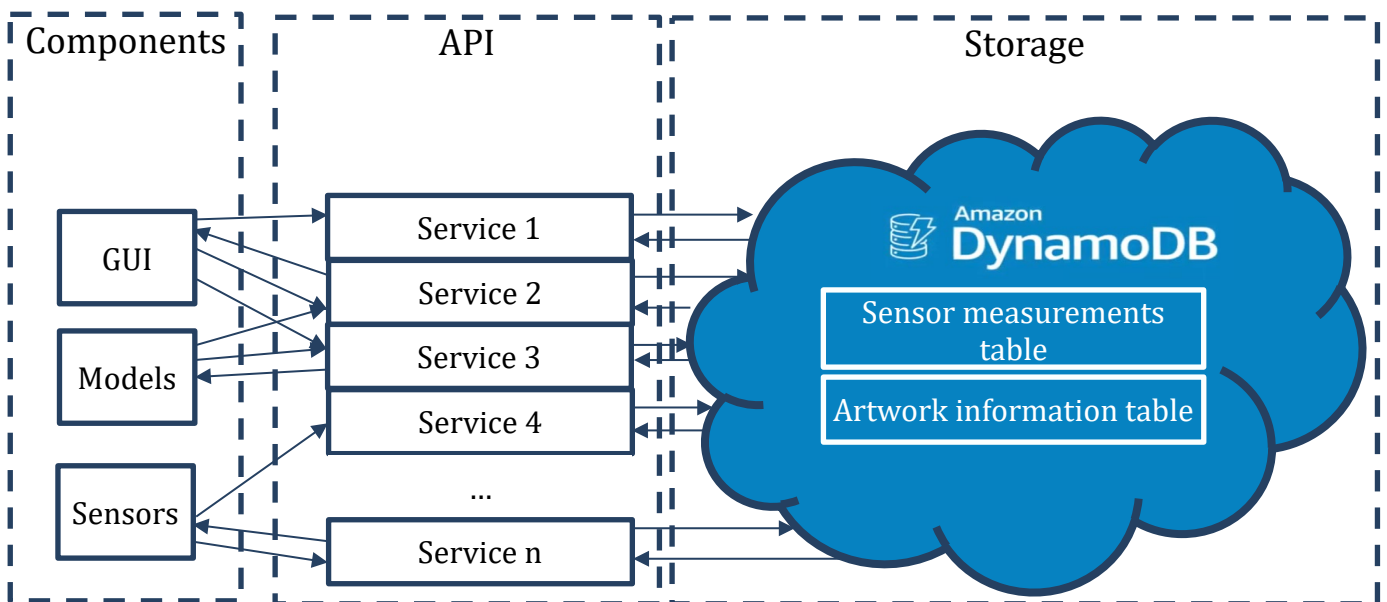 Components
API
Storage
GUI
Models
Sensors
Service 1
Service 2
Service 3
Service 4
...
Service n
Amazon
DynamoDB
Sensor measurements
table
Artwork information table